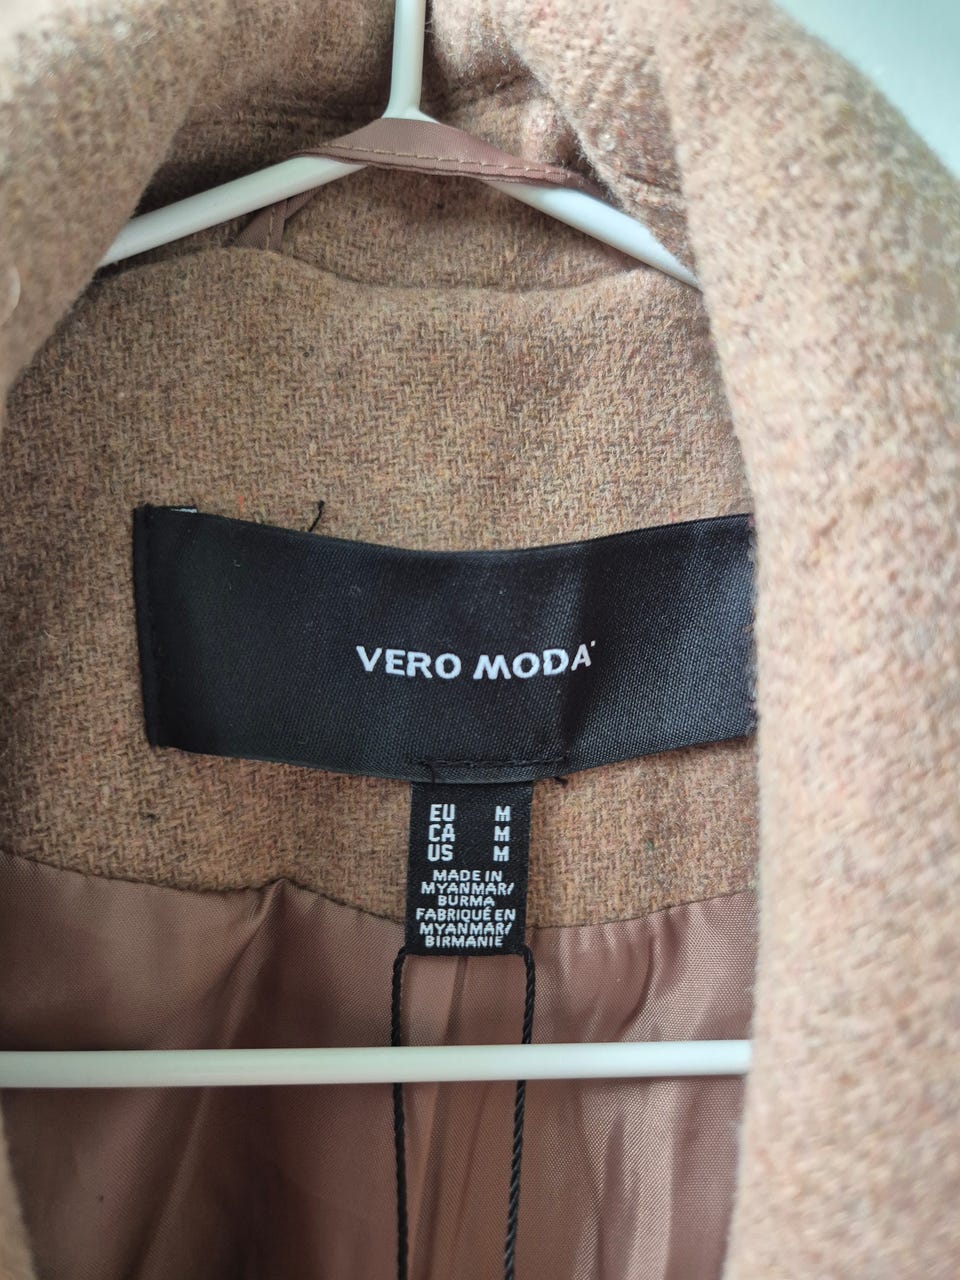 VERO MODA
EU M
CA M
US M
MADE IN
MYANMAR/
BURMA
FABRIQUÉ EN
MYANMAR/
BIRMANIE